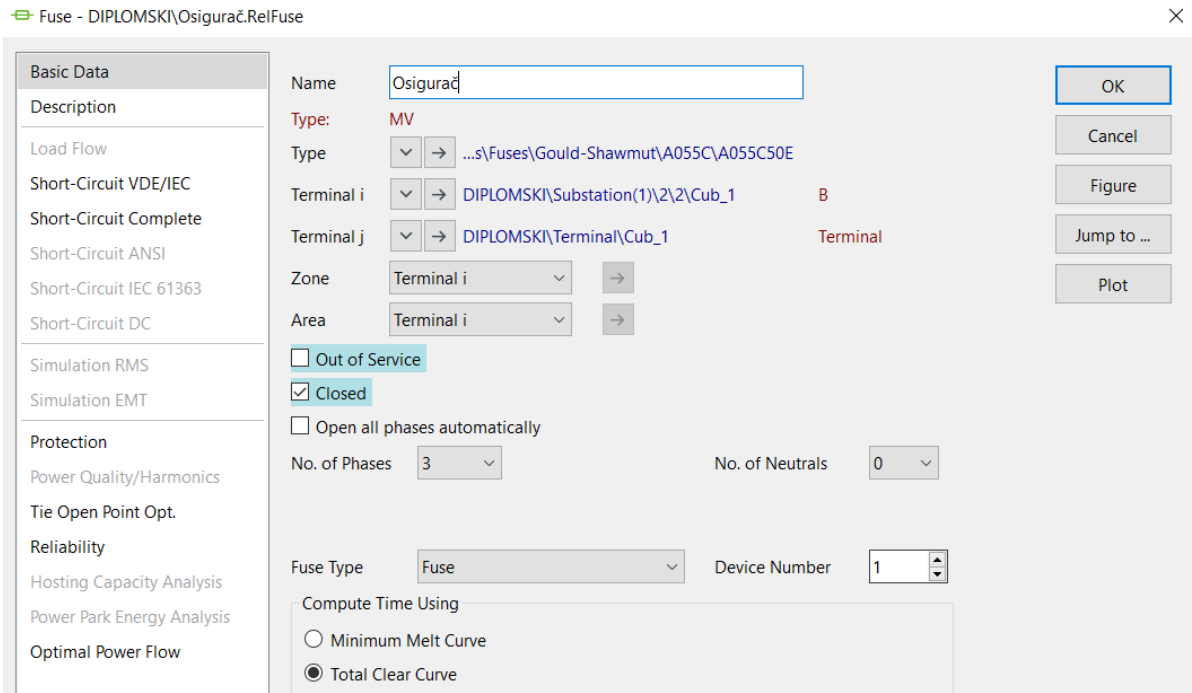 Fuse - DIPLOMSKI\Osigurač.RelFuse
Basic Data
Description
Load Flow
Short-Circuit VDE/IEC
Short-Circuit Complete
Short-Circuit ANSI
Short-Circuit IEC 61363
Short-Circuit DC
Simulation RMS
Simulation EMT
Protection
Power Quality/Harmonics
Tie Open Point Opt.
Reliability
Hosting Capacity Analysis
Power Park Energy Analysis
Optimal Power Flow
Name Osigurač
Type: MV
Type ...s\Fuses\Gould-Shawmut\A055C\A055C50E
Terminal i DIPLOMSKI\Substation(1)\2\2\Cub_1 B
Terminal j DIPLOMSKI\Terminal\Cub_1 Terminal
Zone Terminal i
Area Terminal i
Out of Service
Closed
Open all phases automatically
No. of Phases 3 No. of Neutrals 0
Fuse Type Fuse Device Number 1
Compute Time Using
Minimum Melt Curve
Total Clear Curve
OK
Cancel
Figure
Jump to ...
Plot